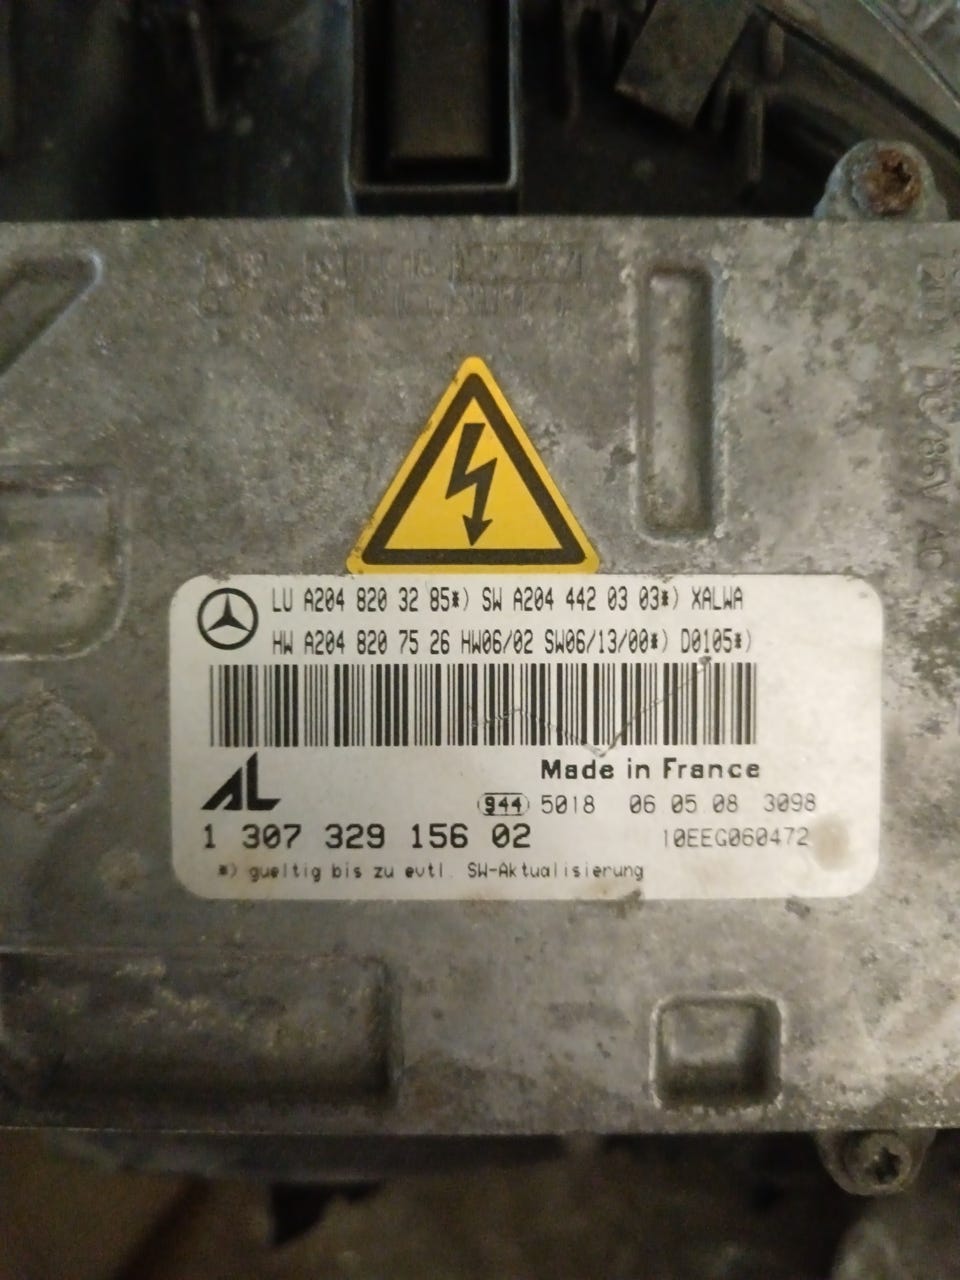 LU A204 820 32 85*) SW A204 442 03 03*) XALWA
HW A204 820 75 26 HW06/02 SW06/13/00*) D0105*)
AL
Made in France
944 5018 06.05.08 3098
1 307 329 156 02
10EEG060472
*) gueltig bis zu evtl. SW-Aktualisierung